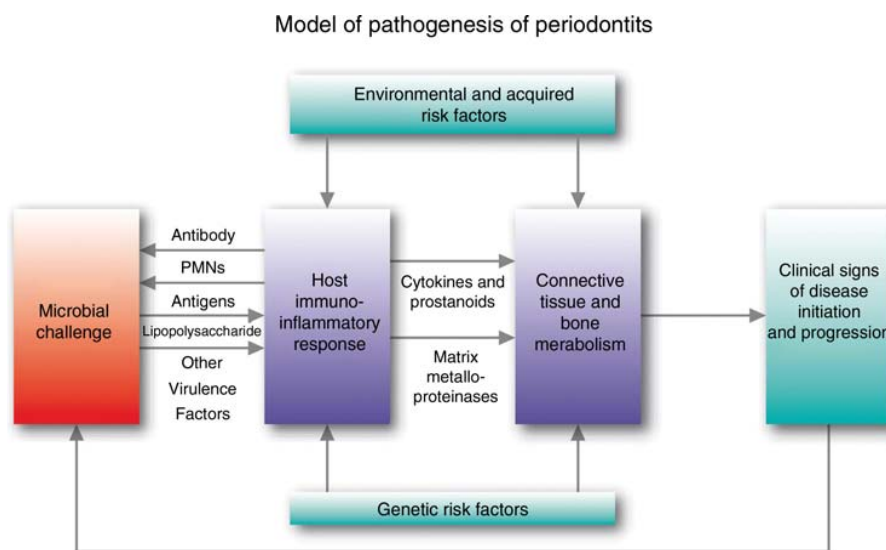 Model of pathogenesis of periodontits
Environmental and acquired
risk factors
Microbial
challenge
Antibody
PMNs
Antigens
Lipopolysaccharide
Other
Virulence
Factors
Host
immuno-
inflammatory
response
Cytokines and
prostanoids
Matrix
metallo-
proteinases
Connective
tissue and
bone
metabolism
Clinical signs
of disease
initiation
and progression
Genetic risk factors